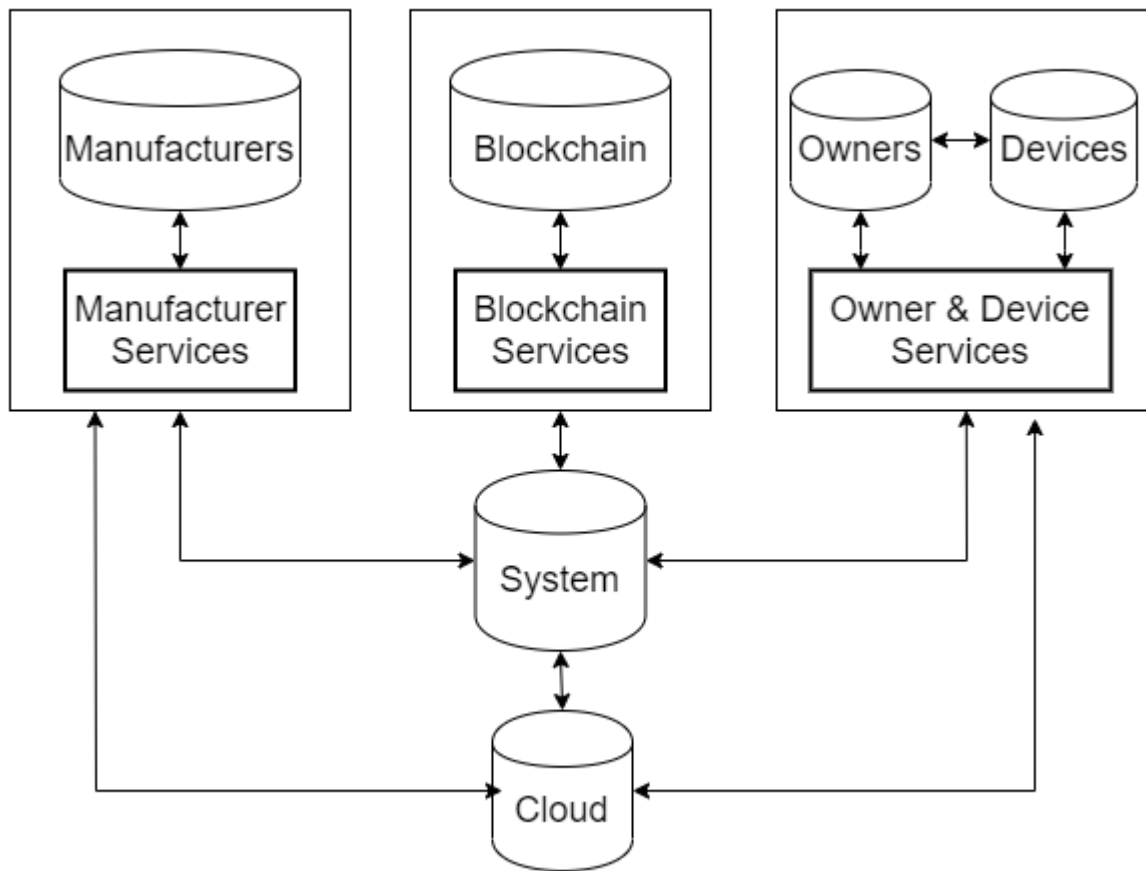 Manufacturers
Blockchain
Owners
Devices
Manufacturer
Services
Blockchain
Services
Owner & Device
Services
System
Cloud